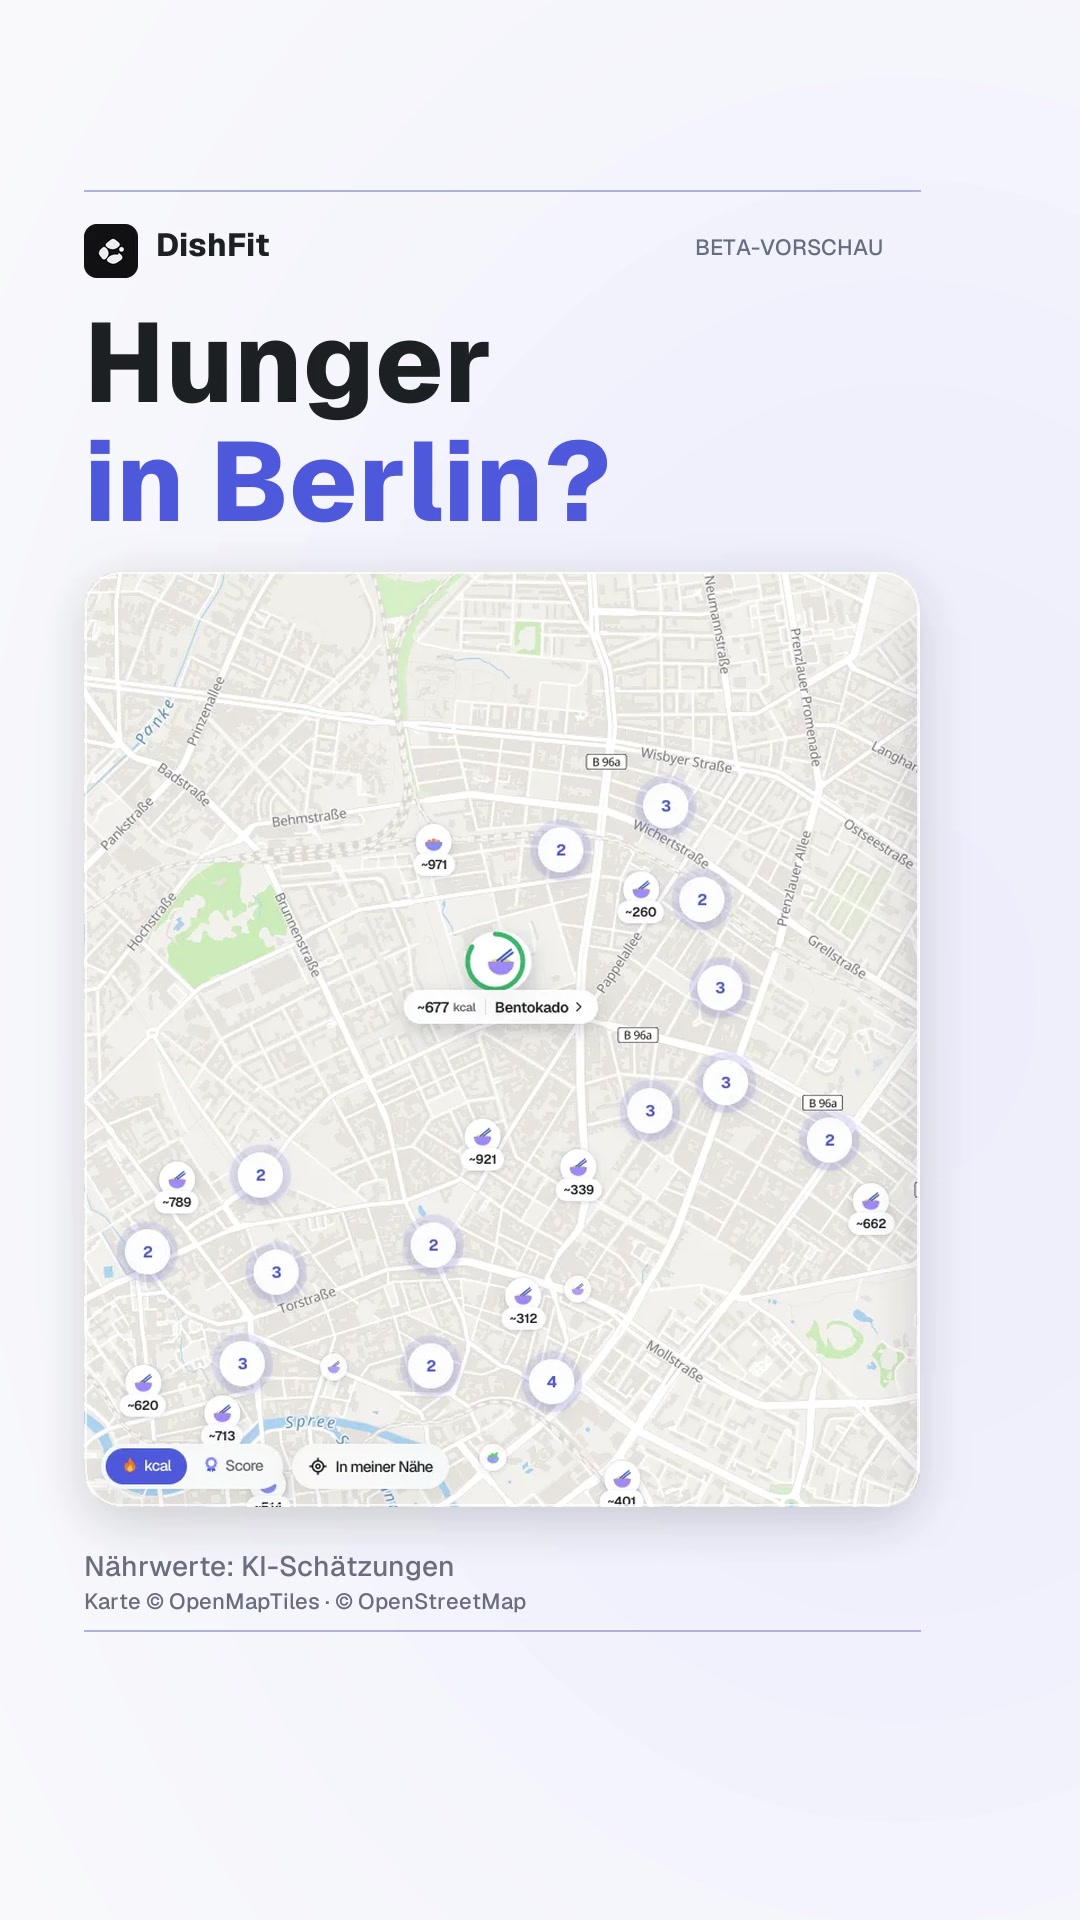 DishFit
BETA-VORSCHAU
Hunger
in Berlin?
Neumannstraße
Prenzlauer Promenade
Panke
Prinzenallee
B 96a
Wisbyer Straße
Badstraße
Pankstraße
Behmstraße
3
Wichertstraße
Ostseestraße
2
~971
Prenzlauer Allee
~260
2
Hochstraße
Brunnenstraße
Pappelallee
Grellstraße
3
~677 kcal
Bentokado
B 96a
3
3
B 96a
2
~921
~339
2
~789
~662
2
2
3
Torstraße
~312
Mollstraße
3
2
4
~620
~713
Spree
kcal
Score
In meiner Nähe
~401
Nährwerte: KI-Schätzungen
Karte © OpenMapTiles · © OpenStreetMap